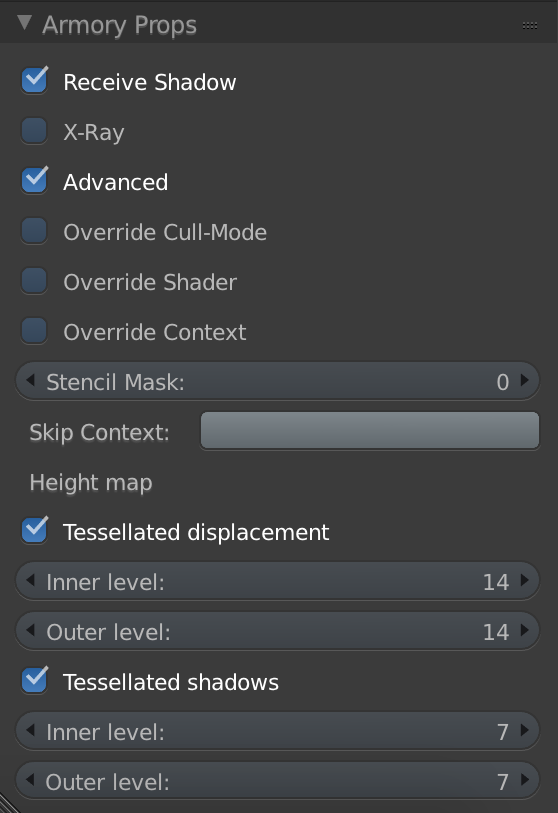 Armory Props
Receive Shadow
X-Ray
Advanced
Override Cull-Mode
Override Shader
Override Context
Stencil Mask: 0
Skip Context:
Height map
Tessellated displacement
Inner level: 14
Outer level: 14
Tessellated shadows
Inner level: 7
Outer level: 7